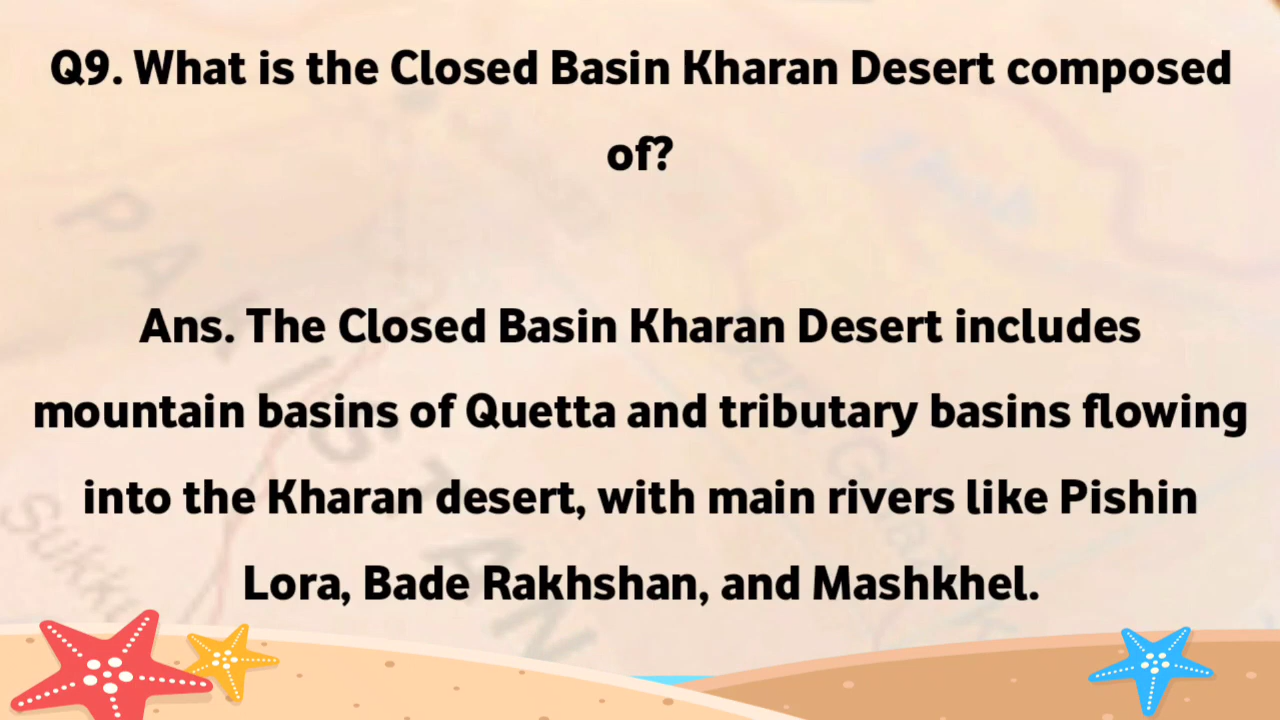 Q9. What is the Closed Basin Kharan Desert composed
of?
Ans. The Closed Basin Kharan Desert includes
mountain basins of Quetta and tributary basins flowing
into the Kharan desert, with main rivers like Pishin
Lora, Bade Rakhshan, and Mashkhel.
PAKISTAN
Sukku